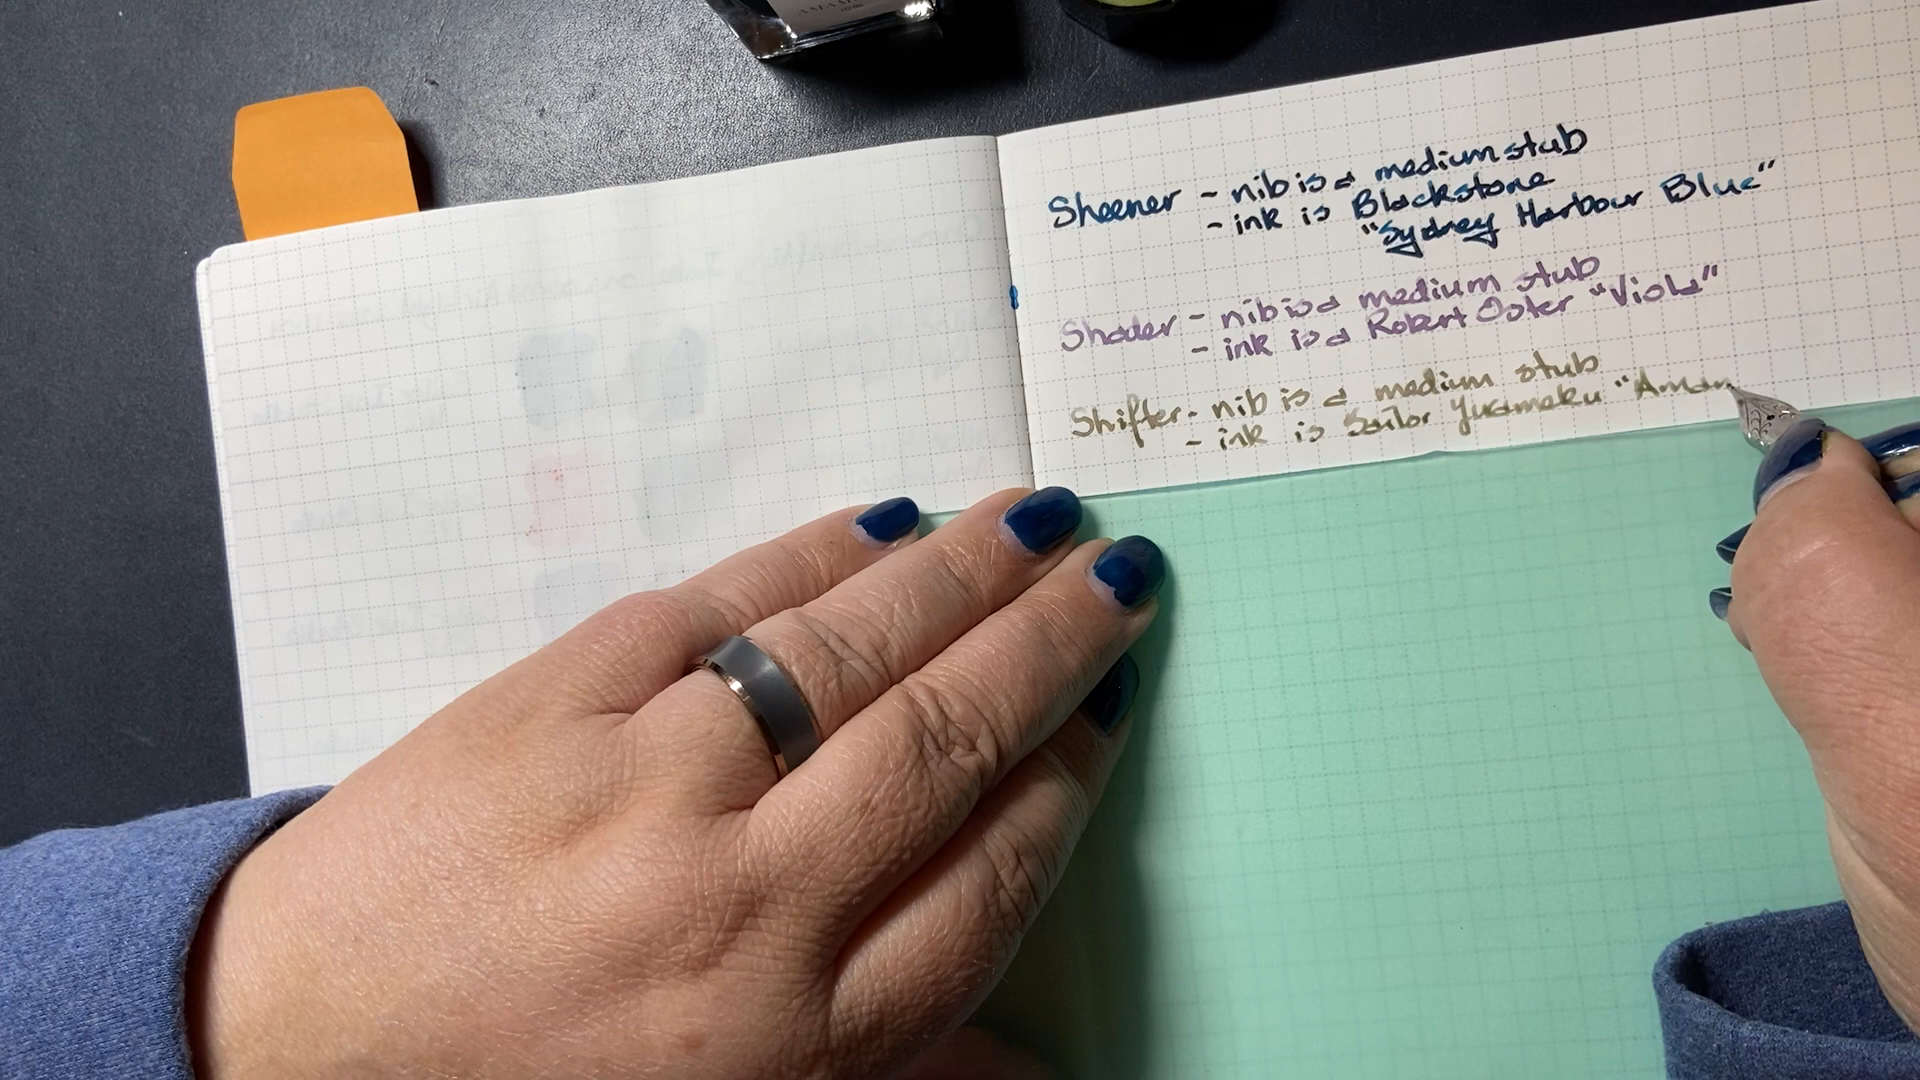 Sheener - nib is a medium stub
- ink is Blackstone
"Sydney Harbour Blue"
Shader - nib is a medium stub
- ink is a Robert Oster "Viola"
Shifter - nib is a medium stub
- ink is Sailor Yurameku "Aman